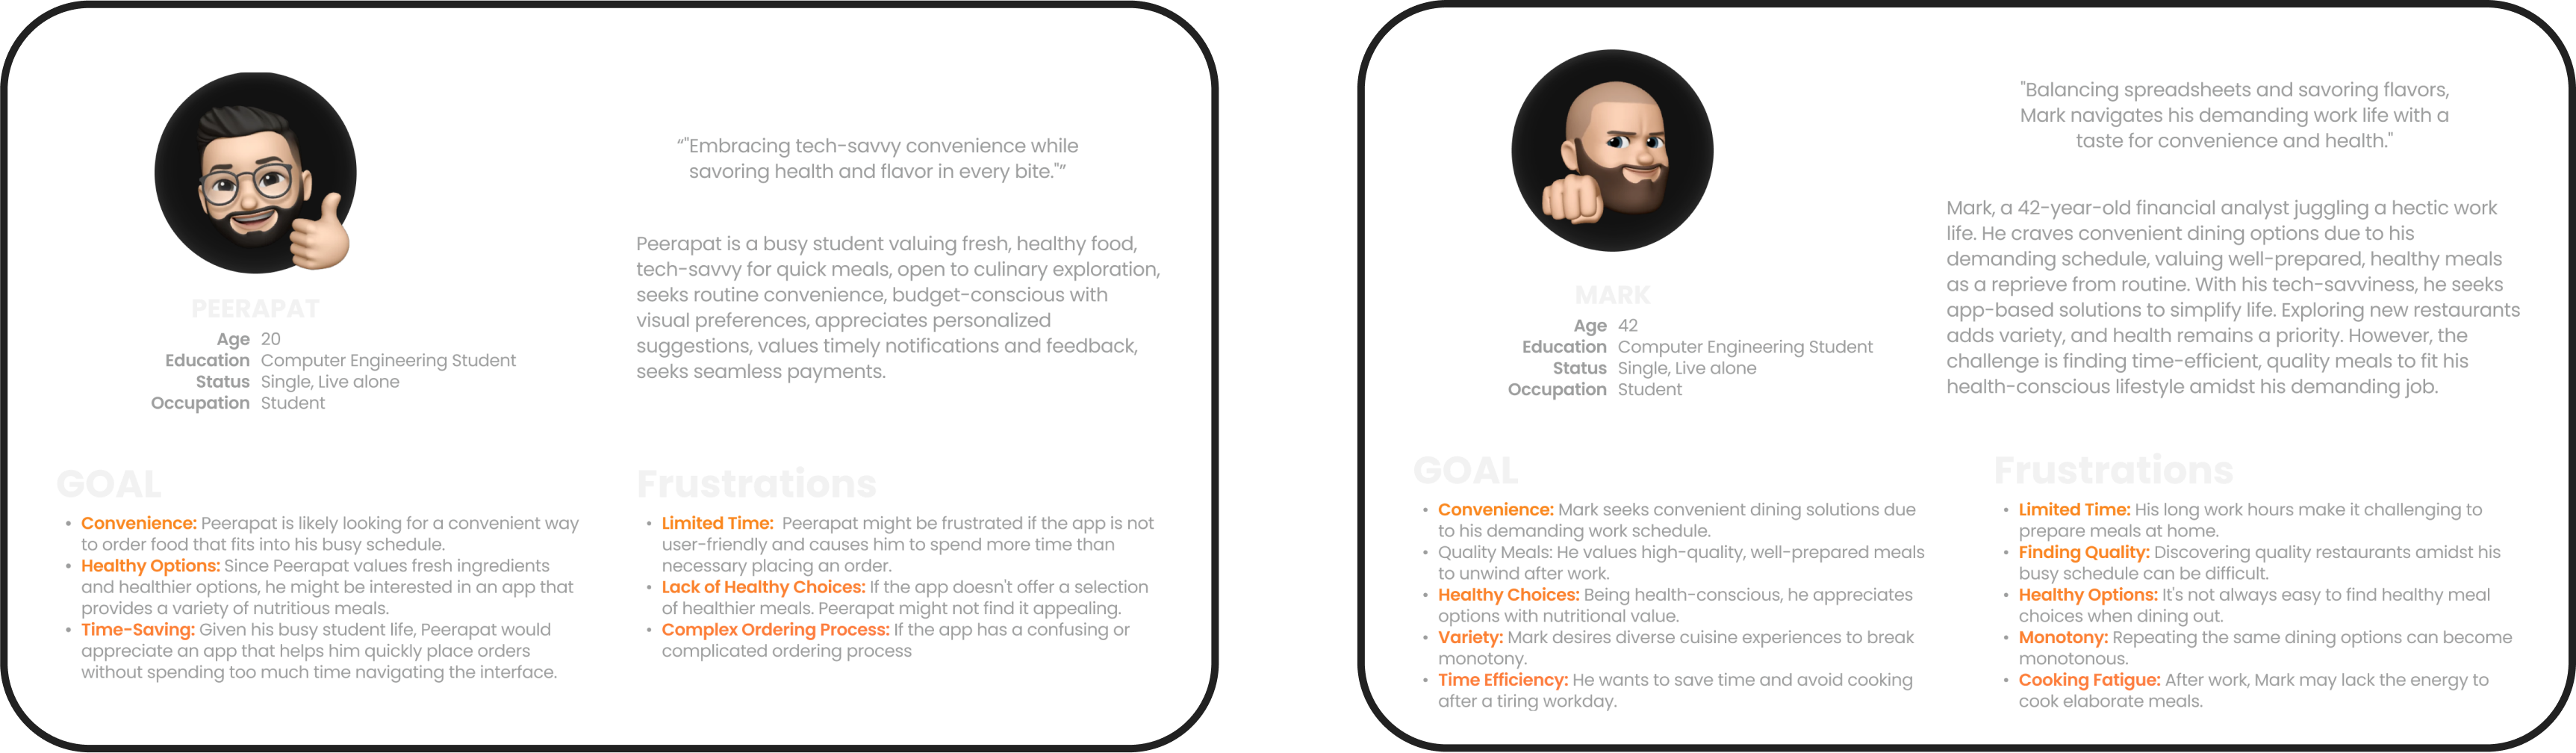 “"Embracing tech-savvy convenience while
savoring health and flavor in every bite."”
Peerapat is a busy student valuing fresh, healthy food,
tech-savvy for quick meals, open to culinary exploration,
seeks routine convenience, budget-conscious with
visual preferences, appreciates personalized
suggestions, values timely notifications and feedback,
seeks seamless payments.
PEERAPAT
Age 20
Education Computer Engineering Student
Status Single, Live alone
Occupation Student
GOAL
• Convenience: Peerapat is likely looking for a convenient way
to order food that fits into his busy schedule.
• Healthy Options: Since Peerapat values fresh ingredients
and healthier options, he might be interested in an app that
provides a variety of nutritious meals.
• Time-Saving: Given his busy student life, Peerapat would
appreciate an app that helps him quickly place orders
without spending too much time navigating the interface.
Frustrations
• Limited Time: Peerapat might be frustrated if the app is not
user-friendly and causes him to spend more time than
necessary placing an order.
• Lack of Healthy Choices: If the app doesn't offer a selection
of healthier meals. Peerapat might not find it appealing.
• Complex Ordering Process: If the app has a confusing or
complicated ordering process
"Balancing spreadsheets and savoring flavors,
Mark navigates his demanding work life with a
taste for convenience and health."
Mark, a 42-year-old financial analyst juggling a hectic work
life. He craves convenient dining options due to his
demanding schedule, valuing well-prepared, healthy meals
as a reprieve from routine. With his tech-savviness, he seeks
app-based solutions to simplify life. Exploring new restaurants
adds variety, and health remains a priority. However, the
challenge is finding time-efficient, quality meals to fit his
health-conscious lifestyle amidst his demanding job.
MARK
Age 42
Education Computer Engineering Student
Status Single, Live alone
Occupation Student
GOAL
• Convenience: Mark seeks convenient dining solutions due
to his demanding work schedule.
• Quality Meals: He values high-quality, well-prepared meals
to unwind after work.
• Healthy Choices: Being health-conscious, he appreciates
options with nutritional value.
• Variety: Mark desires diverse cuisine experiences to break
monotony.
• Time Efficiency: He wants to save time and avoid cooking
after a tiring workday.
Frustrations
• Limited Time: His long work hours make it challenging to
prepare meals at home.
• Finding Quality: Discovering quality restaurants amidst his
busy schedule can be difficult.
• Healthy Options: It's not always easy to find healthy meal
choices when dining out.
• Monotony: Repeating the same dining options can become
monotonous.
• Cooking Fatigue: After work, Mark may lack the energy to
cook elaborate meals.